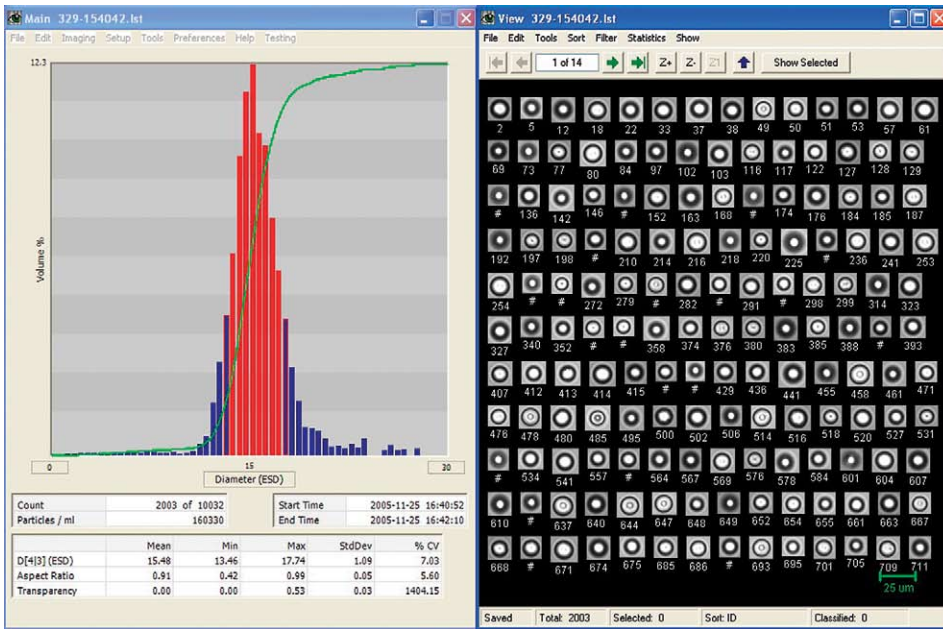 Main 329-154042.lst
File Edit Imaging Setup Tools Preferences Help Testing
12.3
Volume %
0 15 30
Diameter (ESD)
Count 2003 of 10032
Particles / ml 160330
Start Time 2005-11-25 16:40:52
End Time 2005-11-25 16:42:10
Mean Min Max StdDev % CV
D[4|3] (ESD) 15.48 13.46 17.74 1.09 7.03
Aspect Ratio 0.91 0.42 0.99 0.05 5.60
Transparency 0.00 0.00 0.53 0.03 1404.15
View 329-154042.lst
File Edit Tools Sort Filter Statistics Show
1 of 14 Z+ Z- Z1 Show Selected
2 5 12 18 22 33 37 38 49 50 51 53 57 61
69 73 77 80 84 97 102 103 116 117 122 127 128 129
# 136 142 146 # 152 163 168 # 174 176 184 185 187
192 197 198 # 210 214 216 218 220 225 # 236 241 253
254 # # 272 279 # 282 # 291 # 298 299 314 323
327 340 352 # # 358 374 376 380 383 385 388 # 393
407 412 413 414 415 # # 429 436 441 455 458 461 471
476 478 480 485 495 500 502 506 514 516 518 520 527 531
# 534 541 557 # 564 567 569 576 578 584 601 604 607
610 # 637 640 644 647 648 649 652 654 655 661 663 667
668 # 671 674 675 685 686 # 693 695 701 705 709 711
25 um
Saved Total: 2003 Selected: 0 Sort: ID Classified: 0